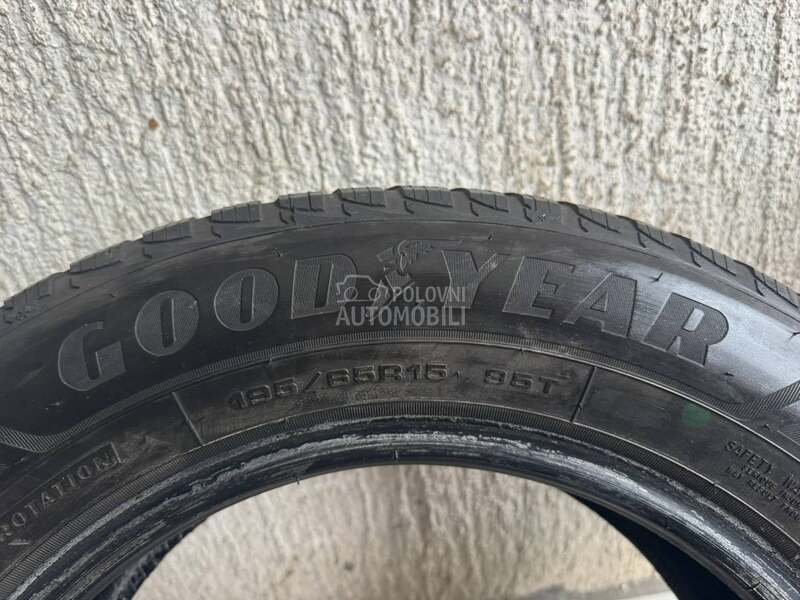 GOODYEAR
POLOVNI
AUTOMOBILI
195/65R15 95T
ROTATION
SAFETY